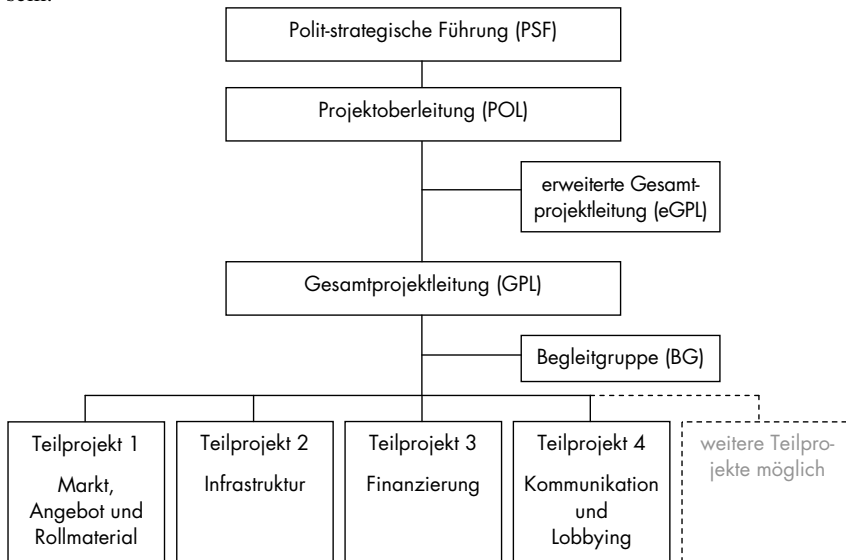 Polit-strategische Führung (PSF)
Projektoberleitung (POL)
erweiterte Gesamt-
projektleitung (eGPL)
Gesamtprojektleitung (GPL)
Begleitgruppe (BG)
Teilprojekt 1
Markt,
Angebot und
Rollmaterial
Teilprojekt 2
Infrastruktur
Teilprojekt 3
Finanzierung
Teilprojekt 4
Kommunikation
und
Lobbying
weitere Teilpro-
jekte möglich